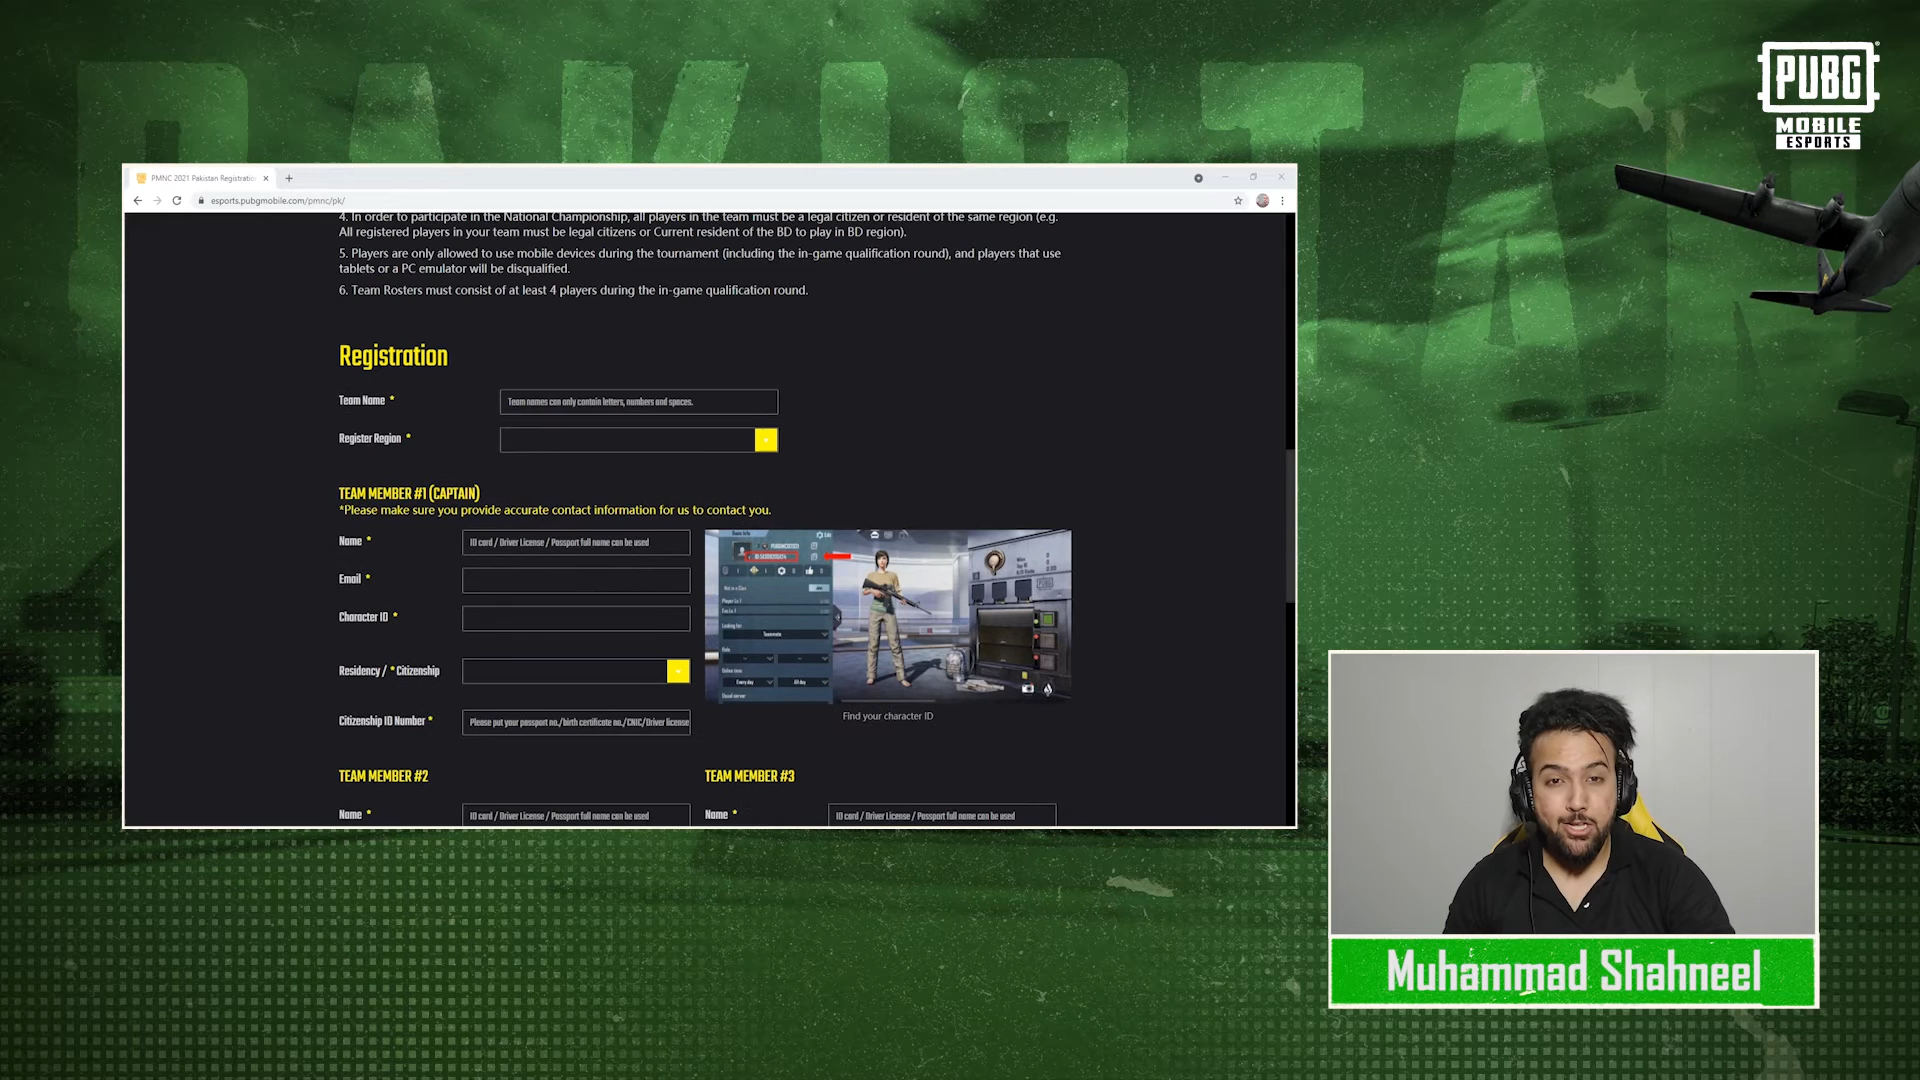 PAKISTAN
PUBG
MOBILE
ESPORTS
PMNC 2021 Pakistan Registratio
esports.pubgmobile.com/pmnc/pk/
4. In order to participate in the National Championship, all players in the team must be a legal citizen or resident of the same region (e.g.
All registered players in your team must be legal citizens or Current resident of the BD to play in BD region).
5. Players are only allowed to use mobile devices during the tournament (including the in-game qualification round), and players that use
tablets or a PC emulator will be disqualified.
6. Team Rosters must consist of at least 4 players during the in-game qualification round.
Registration
Team Name *
Team names can only contain letters, numbers and spaces.
Register Region *
TEAM MEMBER #1 (CAPTAIN)
*Please make sure you provide accurate contact information for us to contact you.
Name *
ID card / Driver License / Passport full name can be used
Email *
Character ID *
Residency / * Citizenship
Citizenship ID Number *
Please put your passport no./birth certificate no./CNIC/Driver license
Looking for:
Teammate
Every day
All day
Find your character ID
TEAM MEMBER #2
TEAM MEMBER #3
Name *
ID card / Driver License / Passport full name can be used
Name *
ID card / Driver License / Passport full name can be used
Muhammad Shahneel